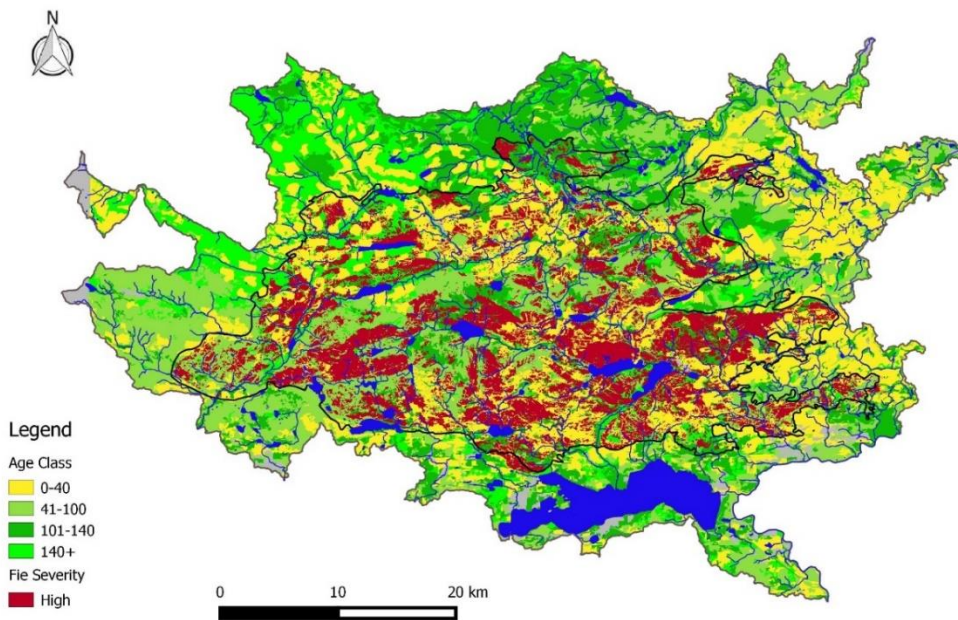 N
Legend
Age Class
0-40
41-100
101-140
140+
Fie Severity
High
0 10 20 km